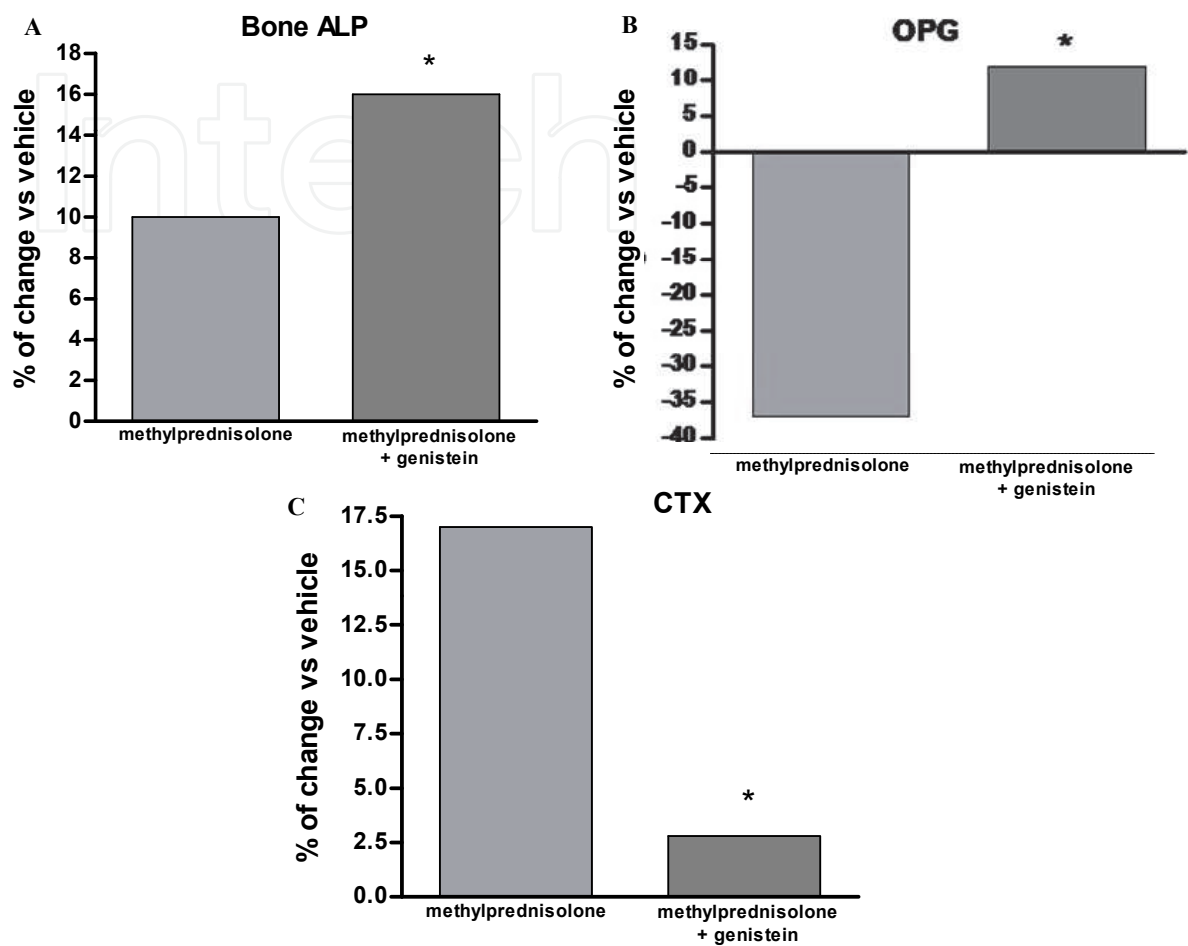 A
Bone ALP
% of change vs vehicle
18
16
14
12
10
8
6
4
2
0
*
methylprednisolone
methylprednisolone
+ genistein
B
OPG
% of change vs vehicle
15
10
5
0
-5
-10
-15
-20
-25
-30
-35
-40
*
methylprednisolone
methylprednisolone
+ genistein
C
CTX
% of change vs vehicle
17.5
15.0
12.5
10.0
7.5
5.0
2.5
0.0
*
methylprednisolone
methylprednisolone
+ genistein